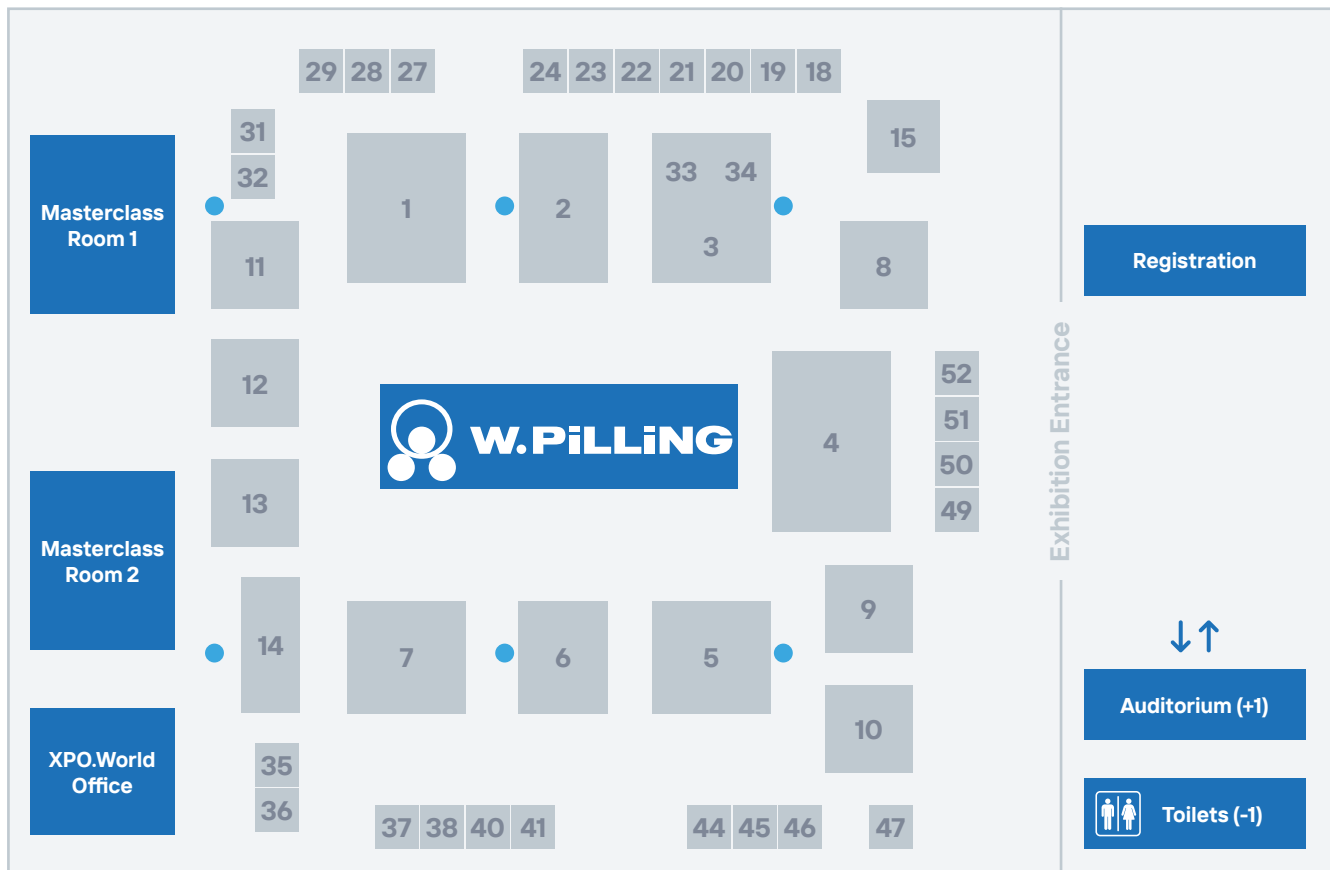 29 28 27
24 23 22 21 20 19 18
31
32
15
33 34
1
2
3
Masterclass
Room 1
11
8
Registration
12
52
51
50
49
W.PiLLiNG
4
Exhibition Entrance
13
Masterclass
Room 2
9
14
7
6
5
10
Auditorium (+1)
XPO.World
Office
35
36
37 38 40 41
44 45 46
47
Toilets (-1)